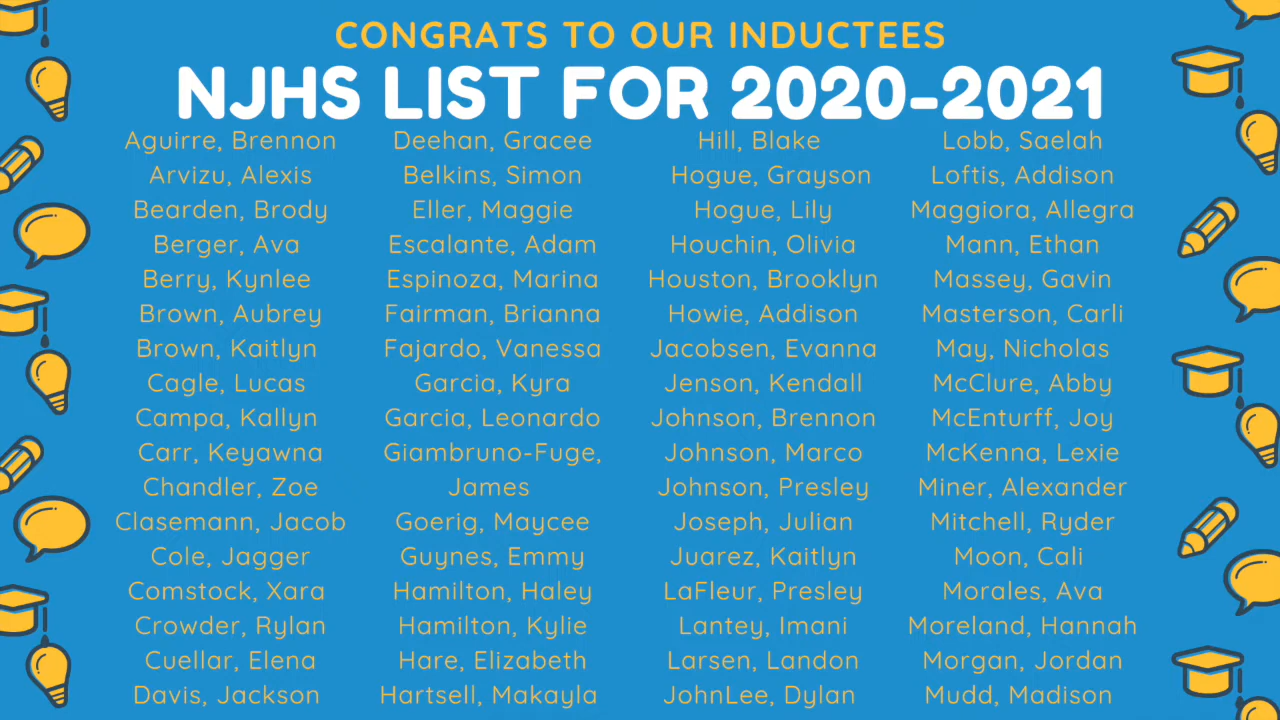 CONGRATS TO OUR INDUCTEES
NJHS LIST FOR 2020-2021
Aguirre, Brennon
Arvizu, Alexis
Bearden, Brody
Berger, Ava
Berry, Kynlee
Brown, Aubrey
Brown, Kaitlyn
Cagle, Lucas
Campa, Kallyn
Carr, Keyawna
Chandler, Zoe
Clasemann, Jacob
Cole, Jagger
Comstock, Xara
Crowder, Rylan
Cuellar, Elena
Davis, Jackson
Deehan, Gracee
Belkins, Simon
Eller, Maggie
Escalante, Adam
Espinoza, Marina
Fairman, Brianna
Fajardo, Vanessa
Garcia, Kyra
Garcia, Leonardo
Giambruno-Fuge,
James
Goerig, Maycee
Guynes, Emmy
Hamilton, Haley
Hamilton, Kylie
Hare, Elizabeth
Hartsell, Makayla
Hill, Blake
Hogue, Grayson
Hogue, Lily
Houchin, Olivia
Houston, Brooklyn
Howie, Addison
Jacobsen, Evanna
Jenson, Kendall
Johnson, Brennon
Johnson, Marco
Johnson, Presley
Joseph, Julian
Juarez, Kaitlyn
LaFleur, Presley
Lantey, Imani
Larsen, Landon
JohnLee, Dylan
Lobb, Saelah
Loftis, Addison
Maggiora, Allegra
Mann, Ethan
Massey, Gavin
Masterson, Carli
May, Nicholas
McClure, Abby
McEnturff, Joy
McKenna, Lexie
Miner, Alexander
Mitchell, Ryder
Moon, Cali
Morales, Ava
Moreland, Hannah
Morgan, Jordan
Mudd, Madison